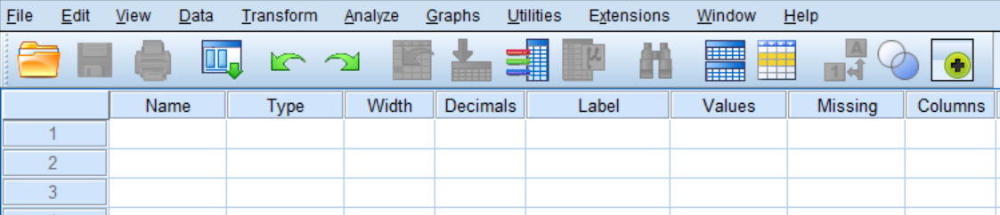 File Edit View Data Transform Analyze Graphs Utilities Extensions Window Help
μ A
1
Name Type Width Decimals Label Values Missing Columns
1
2
3